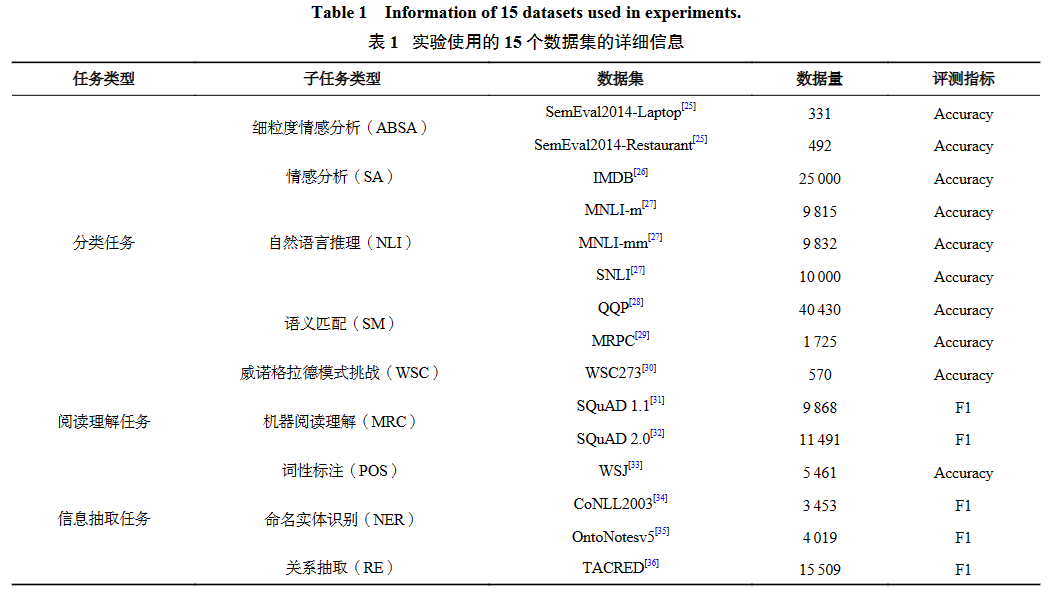 Table 1 Information of 15 datasets used in experiments.
表 1 实验使用的 15 个数据集的详细信息
任务类型 子任务类型 数据集 数据量 评测指标
细粒度情感分析（ABSA） SemEval2014-Laptop[25] 331 Accuracy
SemEval2014-Restaurant[25] 492 Accuracy
情感分析（SA） IMDB[26] 25 000 Accuracy
MNLI-m[27] 9 815 Accuracy
分类任务 自然语言推理（NLI） MNLI-mm[27] 9 832 Accuracy
SNLI[27] 10 000 Accuracy
语义匹配（SM） QQP[28] 40 430 Accuracy
MRPC[29] 1 725 Accuracy
威诺格拉德模式挑战（WSC） WSC273[30] 570 Accuracy
阅读理解任务 机器阅读理解（MRC） SQuAD 1.1[31] 9 868 F1
SQuAD 2.0[32] 11 491 F1
词性标注（POS） WSJ[33] 5 461 Accuracy
信息抽取任务 命名实体识别（NER） CoNLL2003[34] 3 453 F1
OntoNotesv5[35] 4 019 F1
关系抽取（RE） TACRED[36] 15 509 F1